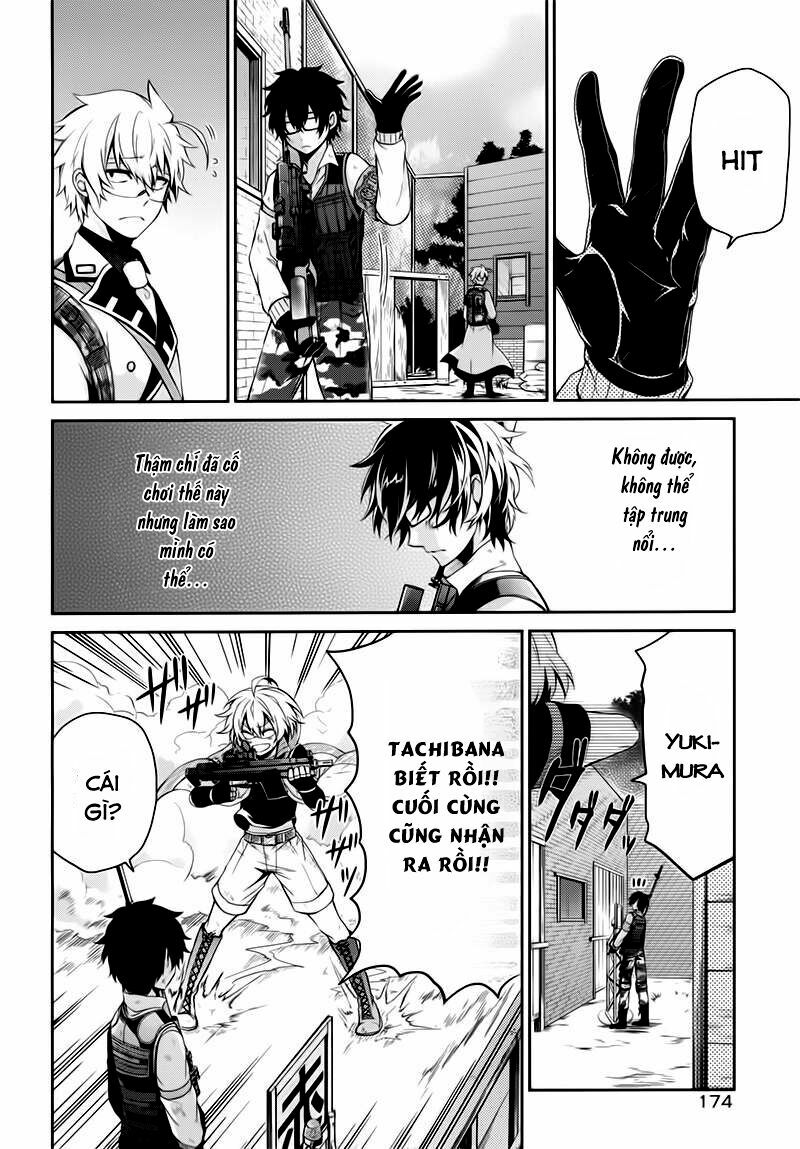 HIT
Không được,
không thể
tập trung
nổi...
Thậm chí đã cố
chơi thế này
nhưng làm sao
mình có
thể...
YUKI-
MURA
TACHIBANA
BIẾT RỒI!!
CUỐI CÙNG
CŨNG NHẬN
RA RỒI!!
CÁI
GÌ?
174